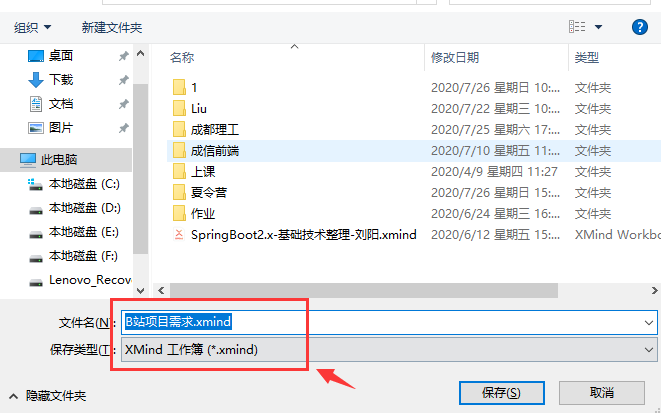 组织 新建文件夹 ?
名称 修改日期 类型
桌面
下载
文档
图片
此电脑
本地磁盘 (C:)
本地磁盘 (D:)
本地磁盘 (E:)
本地磁盘 (F:)
Lenovo_Recov
1 2020/7/26 星期日 10:... 文件夹
Liu 2020/7/22 星期三 10:... 文件夹
成都理工 2020/7/25 星期六 17:... 文件夹
成信前端 2020/7/10 星期五 11:... 文件夹
上课 2020/4/9 星期四 11:27 文件夹
夏令营 2020/7/26 星期日 15:... 文件夹
作业 2020/6/24 星期三 16:... 文件夹
SpringBoot2.x-基础技术整理-刘阳.xmind 2020/6/12 星期五 15:... XMind Workbo
文件名(N): B站项目需求.xmind
保存类型(T): XMind 工作簿 (*.xmind)
隐藏文件夹 保存(S) 取消